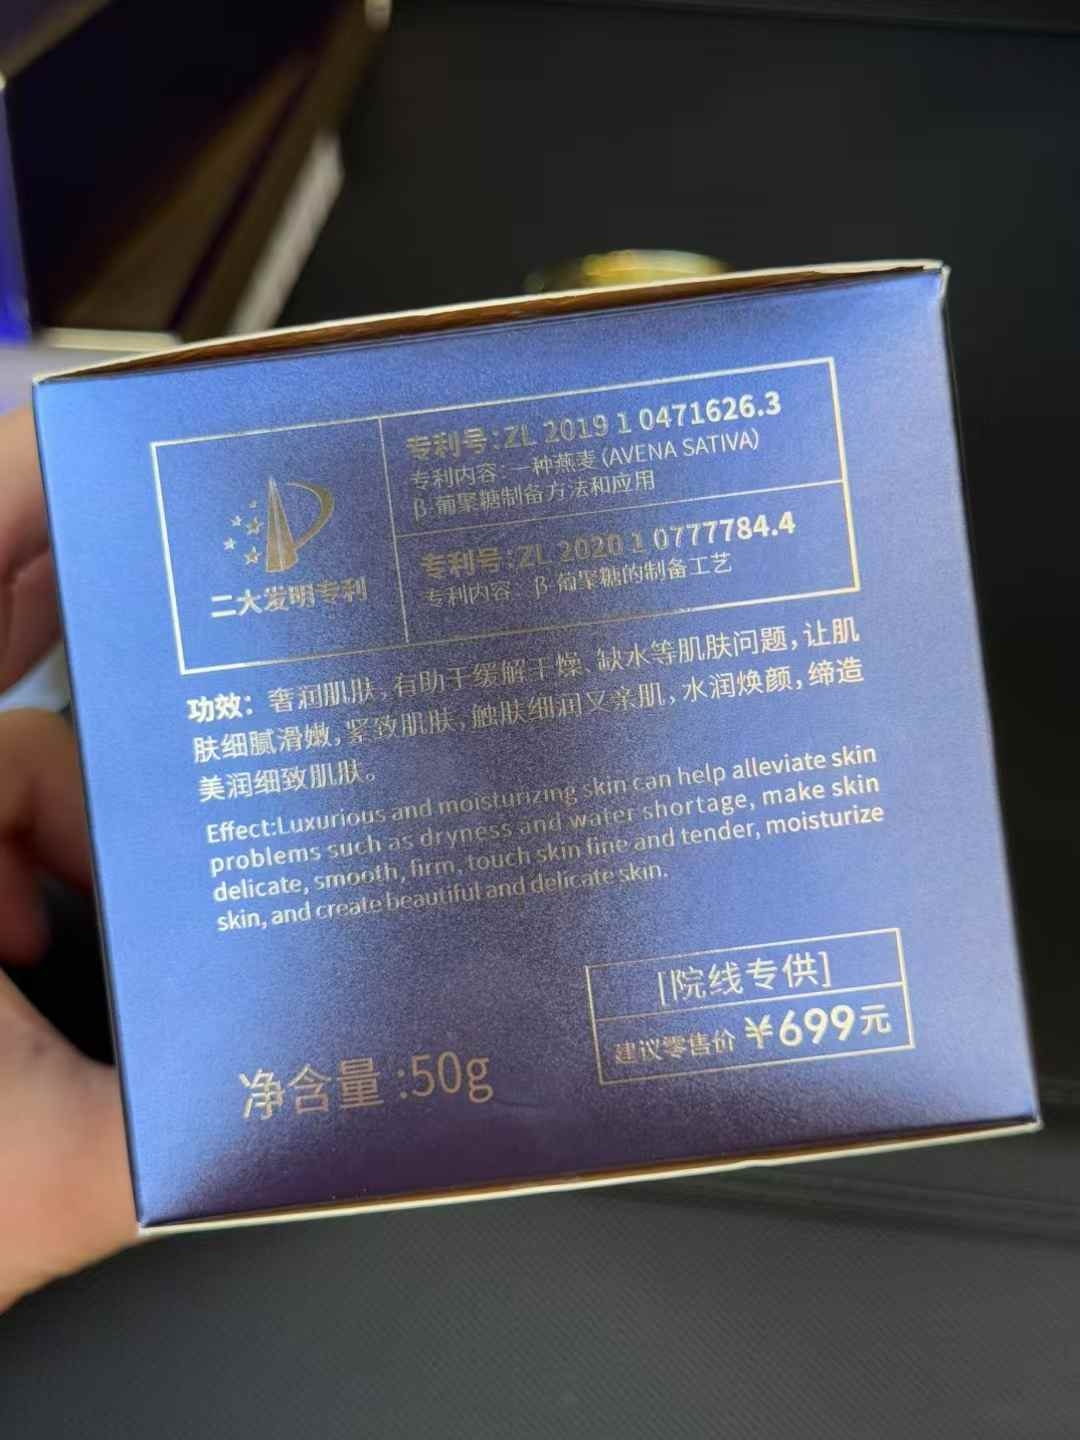 二大发明专利
专利号:ZL 2019 1 0471626.3
专利内容:一种燕麦(AVENA SATIVA)
β-葡聚糖制备方法和应用
专利号:ZL 2020 1 0777784.4
专利内容: β-葡聚糖的制备工艺
功效: 奢润肌肤,有助于缓解干燥、缺水等肌肤问题,让肌
肤细腻滑嫩,紧致肌肤,触肤细润又亲肌,水润焕颜,缔造
美润细致肌肤。
Effect:Luxurious and moisturizing skin can help alleviate skin
problems such as dryness and water shortage, make skin
delicate, smooth, firm, touch skin fine and tender, moisturize
skin, and create beautiful and delicate skin.
[院线专供]
建议零售价 ¥699元
净含量:50g